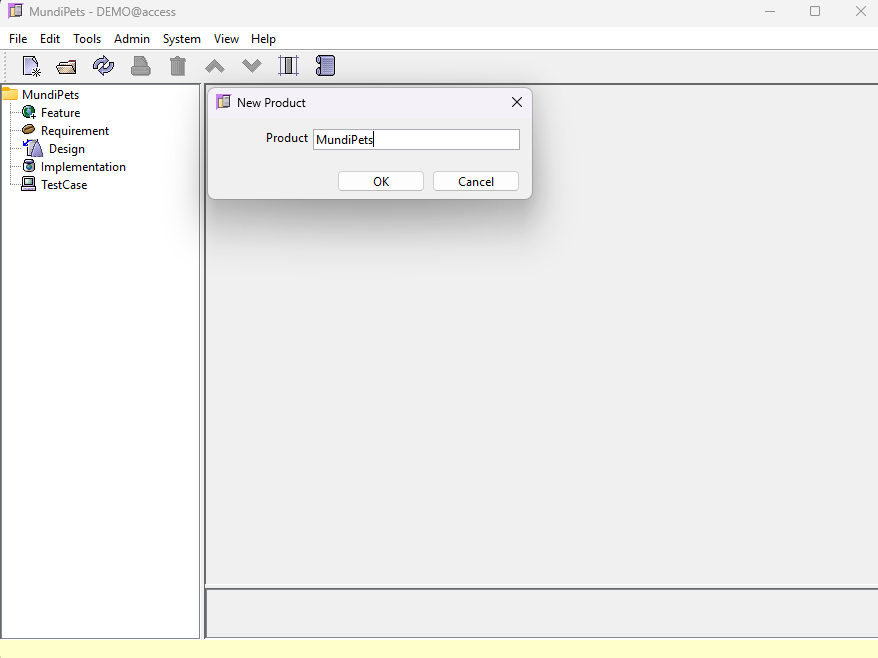 MundiPets - DEMO@access
File Edit Tools Admin System View Help
MundiPets
Feature
Requirement
Design
Implementation
TestCase
New Product
Product MundiPets
OK Cancel